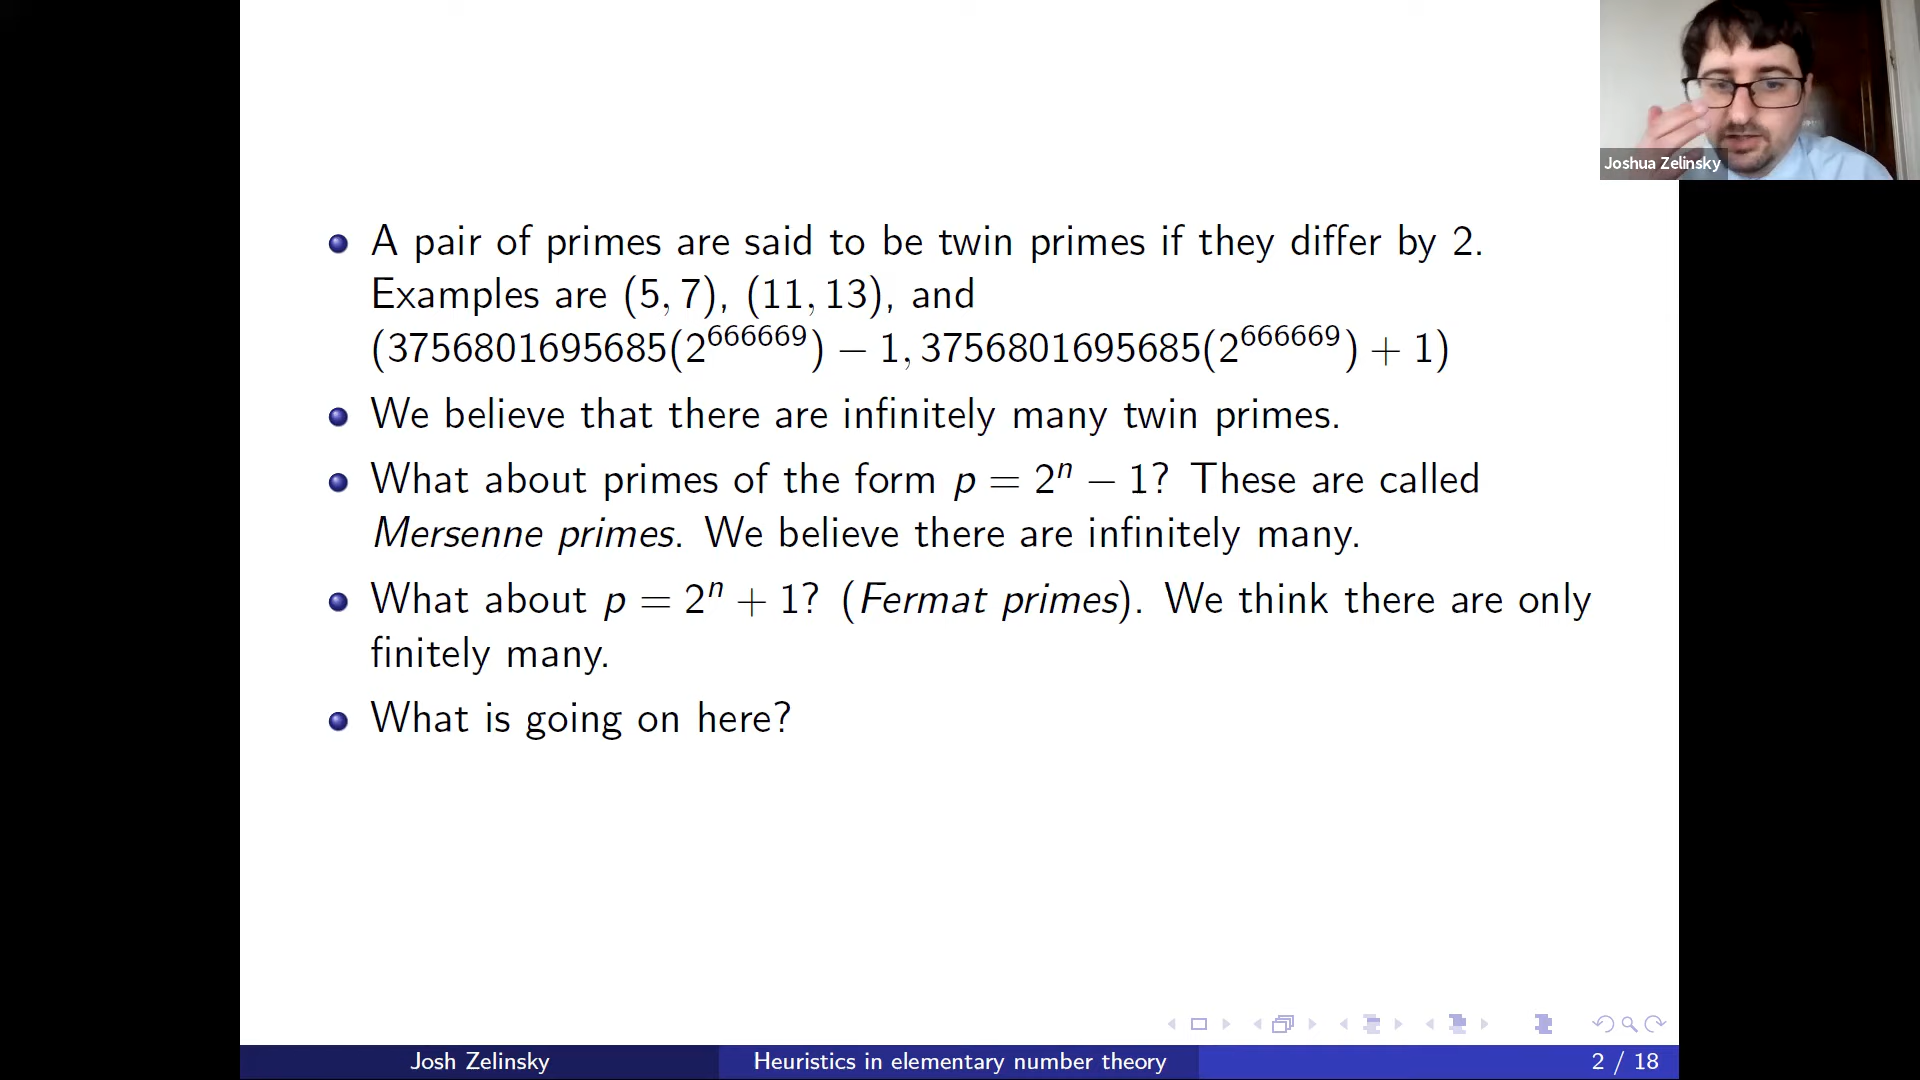 Joshua Zelinsky
A pair of primes are said to be twin primes if they differ by 2.
Examples are (5, 7), (11, 13), and
(3756801695685(2^666669) − 1, 3756801695685(2^666669) + 1)
We believe that there are infinitely many twin primes.
What about primes of the form p = 2^n − 1? These are called
Mersenne primes. We believe there are infinitely many.
What about p = 2^n + 1? (Fermat primes). We think there are only
finitely many.
What is going on here?
Josh Zelinsky Heuristics in elementary number theory 2 / 18